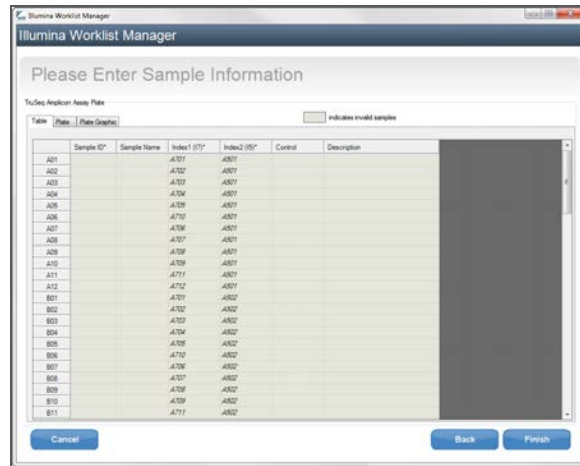 Illumina Worklist Manager
Illumina Worklist Manager
Please Enter Sample Information
TruSeq Amplicon Assay Plate
Table Plate Plate Graphic indicates invalid samples
Sample ID* Sample Name Index1 (I7)* Index2 (I5)* Control Description
A01 A701 A501
A02 A702 A501
A03 A703 A501
A04 A704 A501
A05 A705 A501
A06 A710 A501
A07 A706 A501
A08 A707 A501
A09 A708 A501
A10 A709 A501
A11 A711 A501
A12 A712 A501
B01 A701 A502
B02 A702 A502
B03 A703 A502
B04 A704 A502
B05 A705 A502
B06 A710 A502
B07 A706 A502
B08 A707 A502
B09 A708 A502
B10 A709 A502
B11 A711 A502
Cancel Back Finish